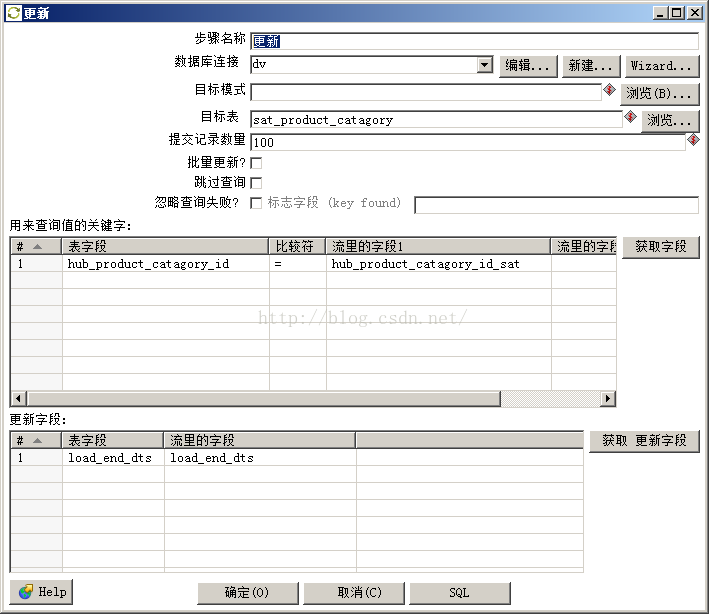 更新
步骤名称 更新
数据库连接 dv 编辑... 新建... Wizard...
目标模式 浏览(B)...
目标表 sat_product_catagory 浏览...
提交记录数量 100
批量更新?
跳过查询
忽略查询失败? 标志字段 (key found)
用来查询值的关键字:
# 表字段 比较符 流里的字段1 流里的字段 获取字段
1 hub_product_catagory_id = hub_product_catagory_id_sat
http://blog.csdn.net/
更新字段:
# 表字段 流里的字段 获取 更新字段
1 load_end_dts load_end_dts
Help 确定(O) 取消(C) SQL